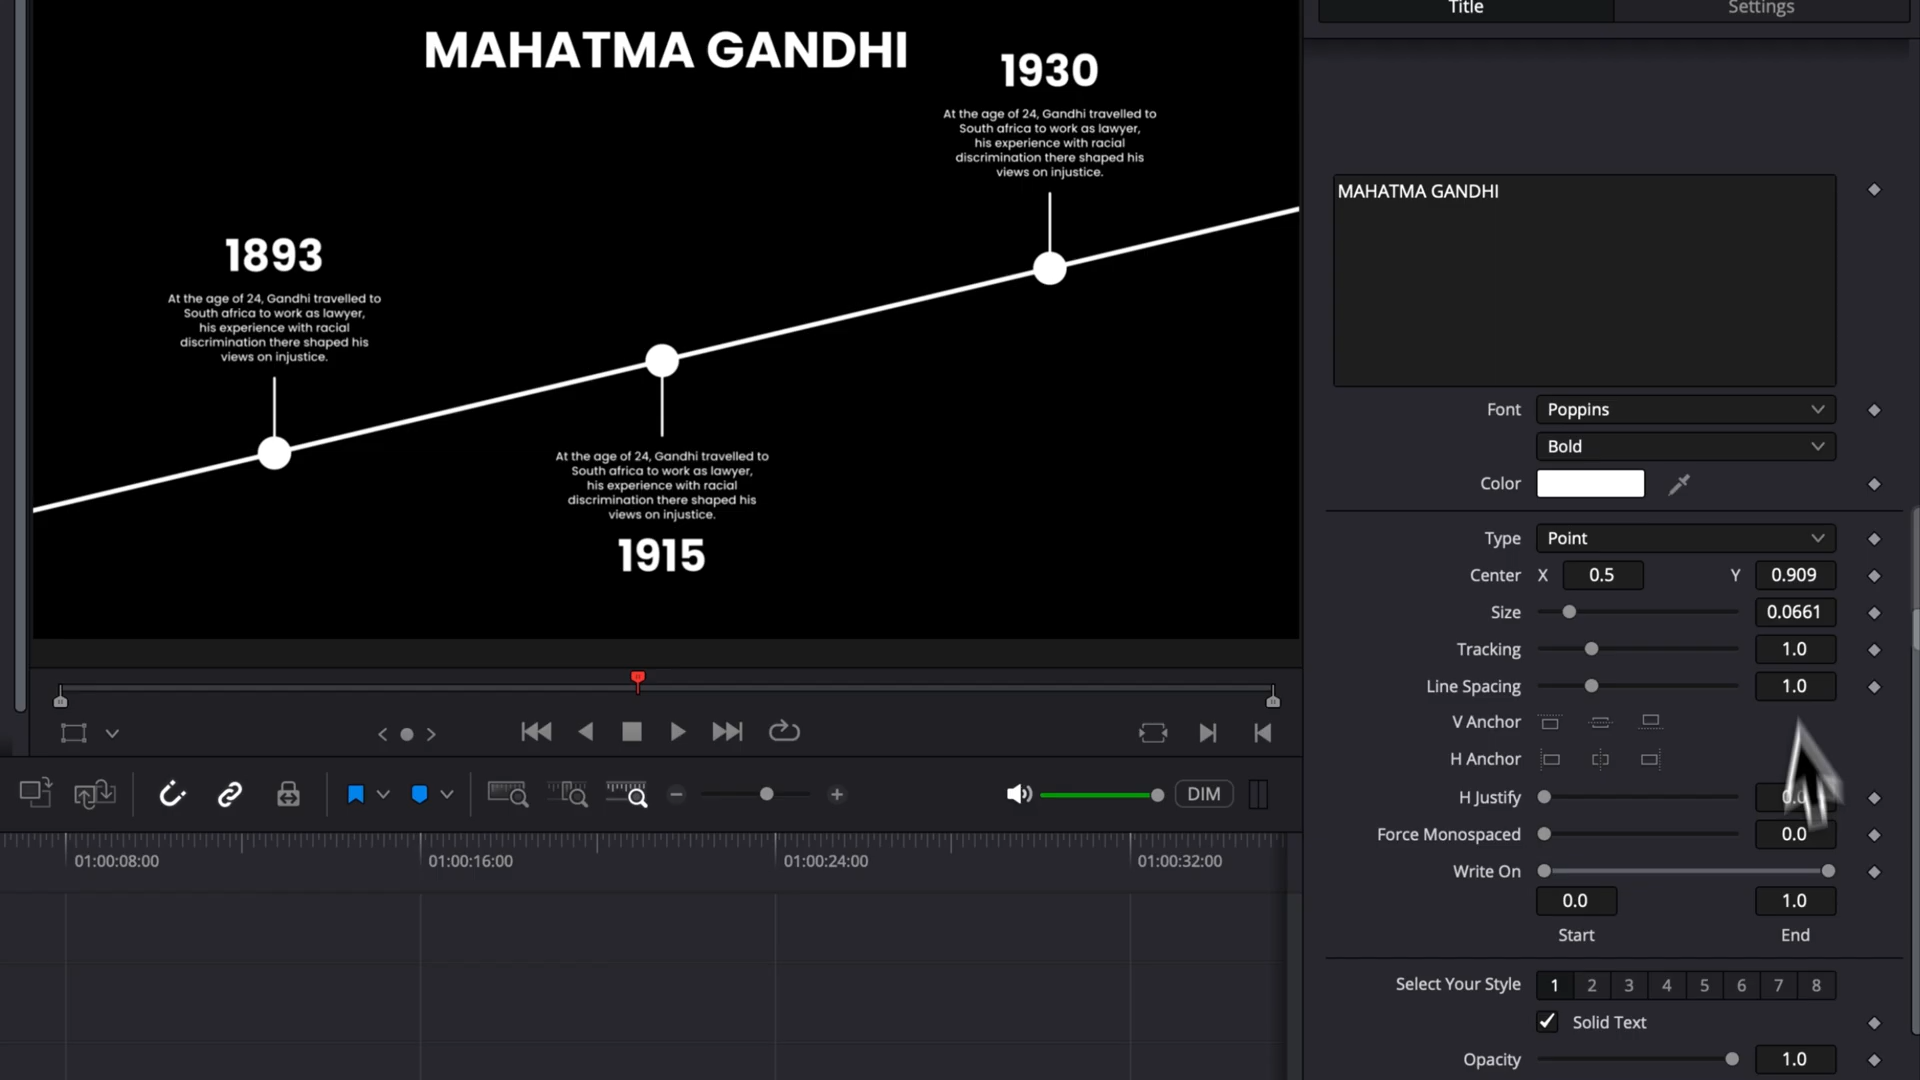 Title
Settings
MAHATMA GANDHI
1930
At the age of 24, Gandhi travelled to
South africa to work as lawyer,
his experience with racial
discrimination there shaped his
views on injustice.
1893
At the age of 24, Gandhi travelled to
South africa to work as lawyer,
his experience with racial
discrimination there shaped his
views on injustice.
At the age of 24, Gandhi travelled to
South africa to work as lawyer,
his experience with racial
discrimination there shaped his
views on injustice.
1915
DIM
01:00:08:00
01:00:16:00
01:00:24:00
01:00:32:00
MAHATMA GANDHI
Font Poppins
Bold
Color
Type Point
Center X 0.5 Y 0.909
Size 0.0661
Tracking 1.0
Line Spacing 1.0
V Anchor
H Anchor
H Justify
Force Monospaced 0.0
Write On
0.0 1.0
Start End
Select Your Style 1 2 3 4 5 6 7 8
Solid Text
Opacity 1.0